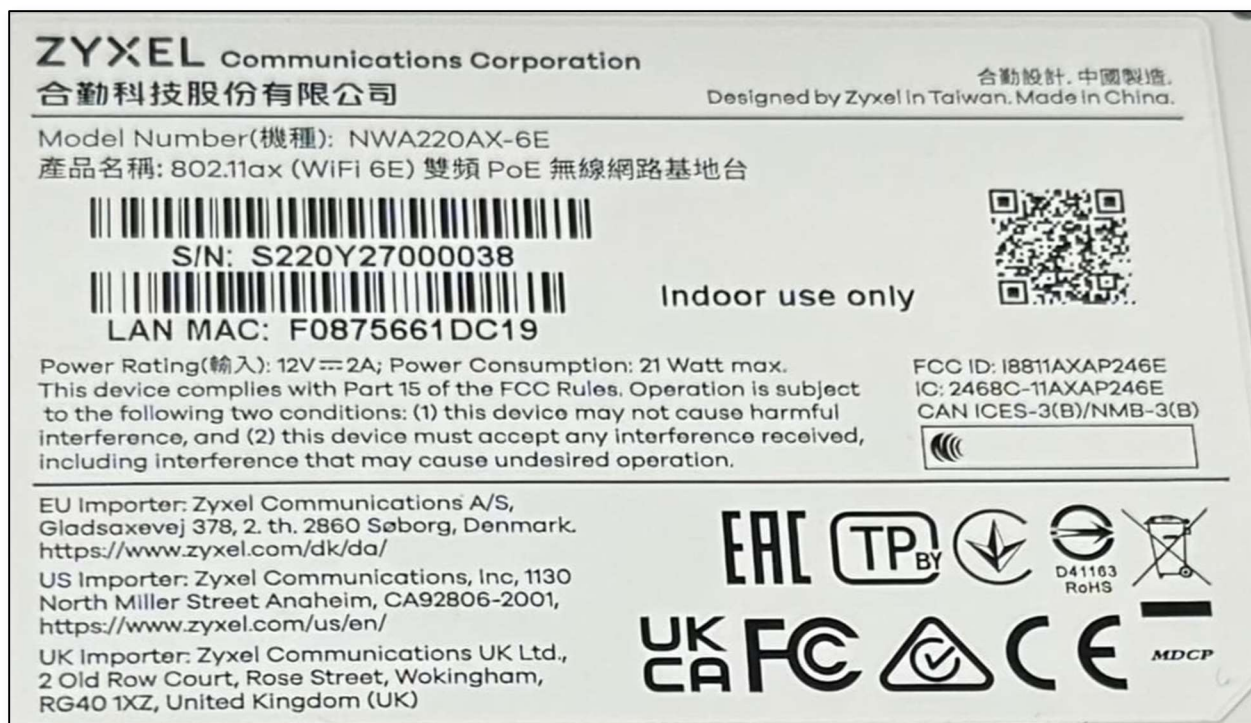 ZYXEL Communications Corporation
合勤科技股份有限公司
合勤設計. 中國製造.
Designed by Zyxel in Taiwan. Made in China.
Model Number(機種): NWA220AX-6E
產品名稱: 802.11ax (WiFi 6E) 雙頻 PoE 無線網路基地台
S/N: S220Y27000038
LAN MAC: F0875661DC19
Indoor use only
Power Rating(輸入): 12V⎓2A; Power Consumption: 21 Watt max.
This device complies with Part 15 of the FCC Rules. Operation is subject
to the following two conditions: (1) this device may not cause harmful
interference, and (2) this device must accept any interference received,
including interference that may cause undesired operation.
FCC ID: I8811AXAP246E
IC: 2468C-11AXAP246E
CAN ICES-3(B)/NMB-3(B)
EU Importer: Zyxel Communications A/S,
Gladsaxevej 378, 2. th. 2860 Søborg, Denmark.
https://www.zyxel.com/dk/da/
US Importer: Zyxel Communications, Inc, 1130
North Miller Street Anaheim, CA92806-2001,
https://www.zyxel.com/us/en/
UK Importer: Zyxel Communications UK Ltd.,
2 Old Row Court, Rose Street, Wokingham,
RG40 1XZ, United Kingdom (UK)
EAC TP BY
D41163
RoHS
UK
CA FC CE MDCP